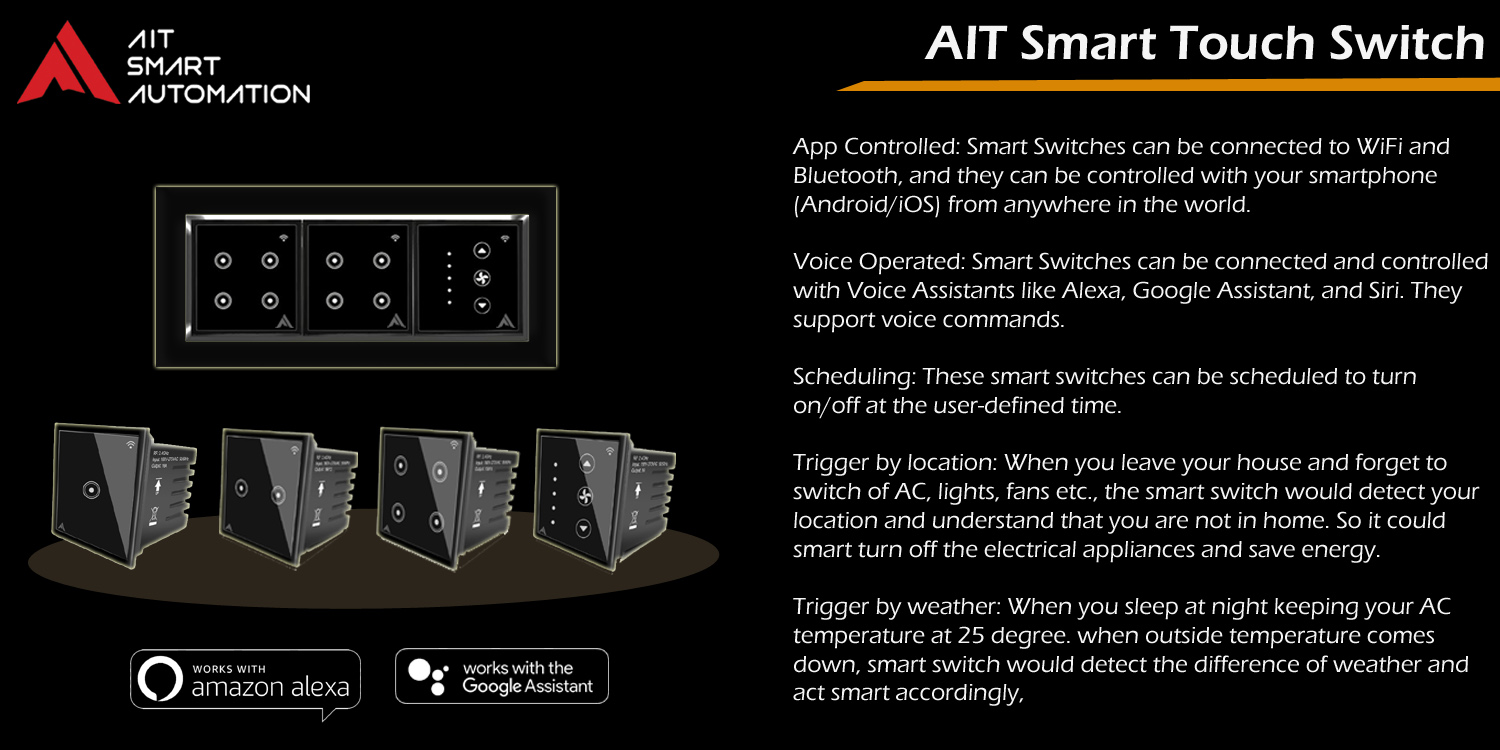 AIT
SMART
AUTOMATION
AIT Smart Touch Switch
App Controlled: Smart Switches can be connected to WiFi and
Bluetooth, and they can be controlled with your smartphone
(Android/iOS) from anywhere in the world.
Voice Operated: Smart Switches can be connected and controlled
with Voice Assistants like Alexa, Google Assistant, and Siri. They
support voice commands.
Scheduling: These smart switches can be scheduled to turn
on/off at the user-defined time.
Trigger by location: When you leave your house and forget to
switch of AC, lights, fans etc., the smart switch would detect your
location and understand that you are not in home. So it could
smart turn off the electrical appliances and save energy.
Trigger by weather: When you sleep at night keeping your AC
temperature at 25 degree. when outside temperature comes
down, smart switch would detect the difference of weather and
act smart accordingly,
WORKS WITH
amazon alexa
works with the
Google Assistant